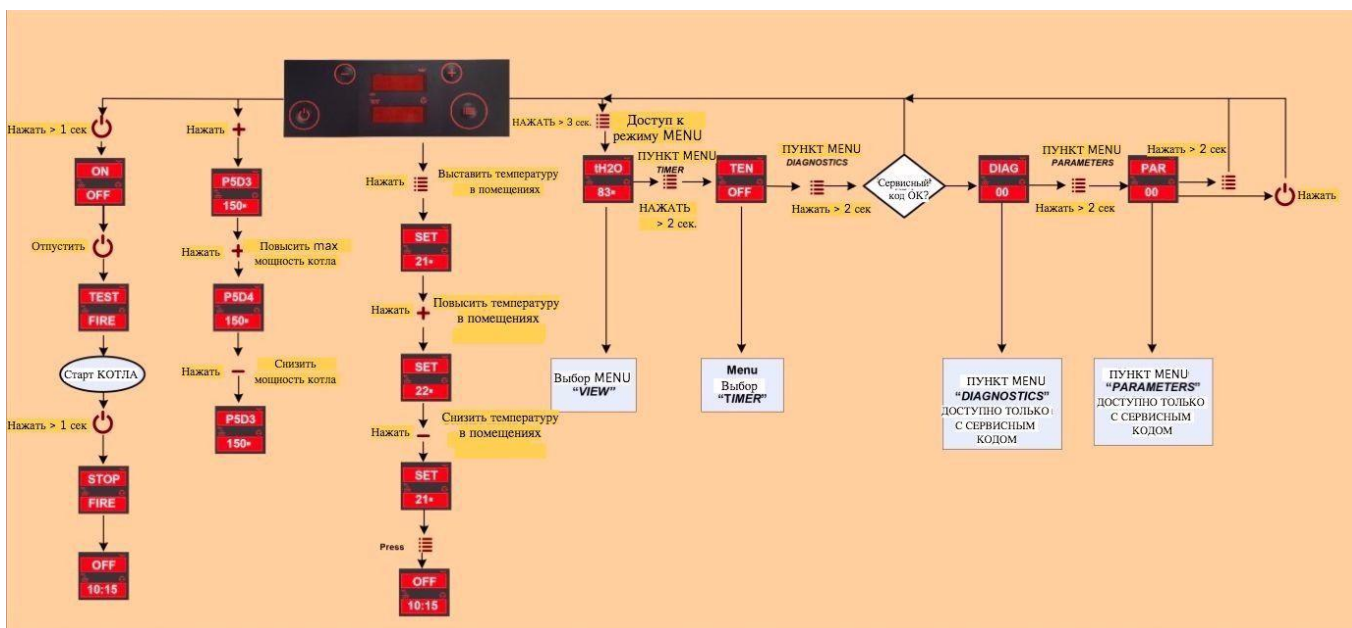 Нажать > 1 сек
ON
OFF
Отпустить
TEST
FIRE
Старт КОТЛА
Нажать > 1 сек
STOP
FIRE
OFF
10:15
Нажать
P5D3
150
Нажать
Повысить max
мощность котла
P5D4
150
Нажать
Снизить
мощность котла
P5D3
150
Нажать
Выставить температуру
в помещениях
SET
21
Нажать
Повысить температуру
в помещениях
SET
22
Нажать
Снизить температуру
в помещениях
SET
21
Press
OFF
10:15
НАЖАТЬ > 3 сек.
Доступ к
режиму MENU
tH2O
83
Выбор MENU
“VIEW”
ПУНКТ MENU
TIMER
НАЖАТЬ
> 2 сек.
TEN
OFF
Menu
Выбор
“TIMER”
ПУНКТ MENU
DIAGNOSTICS
Нажать > 2 сек
Сервисный
код OK?
DIAG
00
ПУНКТ MENU
“DIAGNOSTICS”
ДОСТУПНО ТОЛЬКО
С СЕРВИСНЫМ
КОДОМ
ПУНКТ MENU
PARAMETERS
Нажать > 2 сек
PAR
00
ПУНКТ MENU
“PARAMETERS”
ДОСТУПНО ТОЛЬКО
С СЕРВИСНЫМ
КОДОМ
Нажать > 2 сек
Нажать